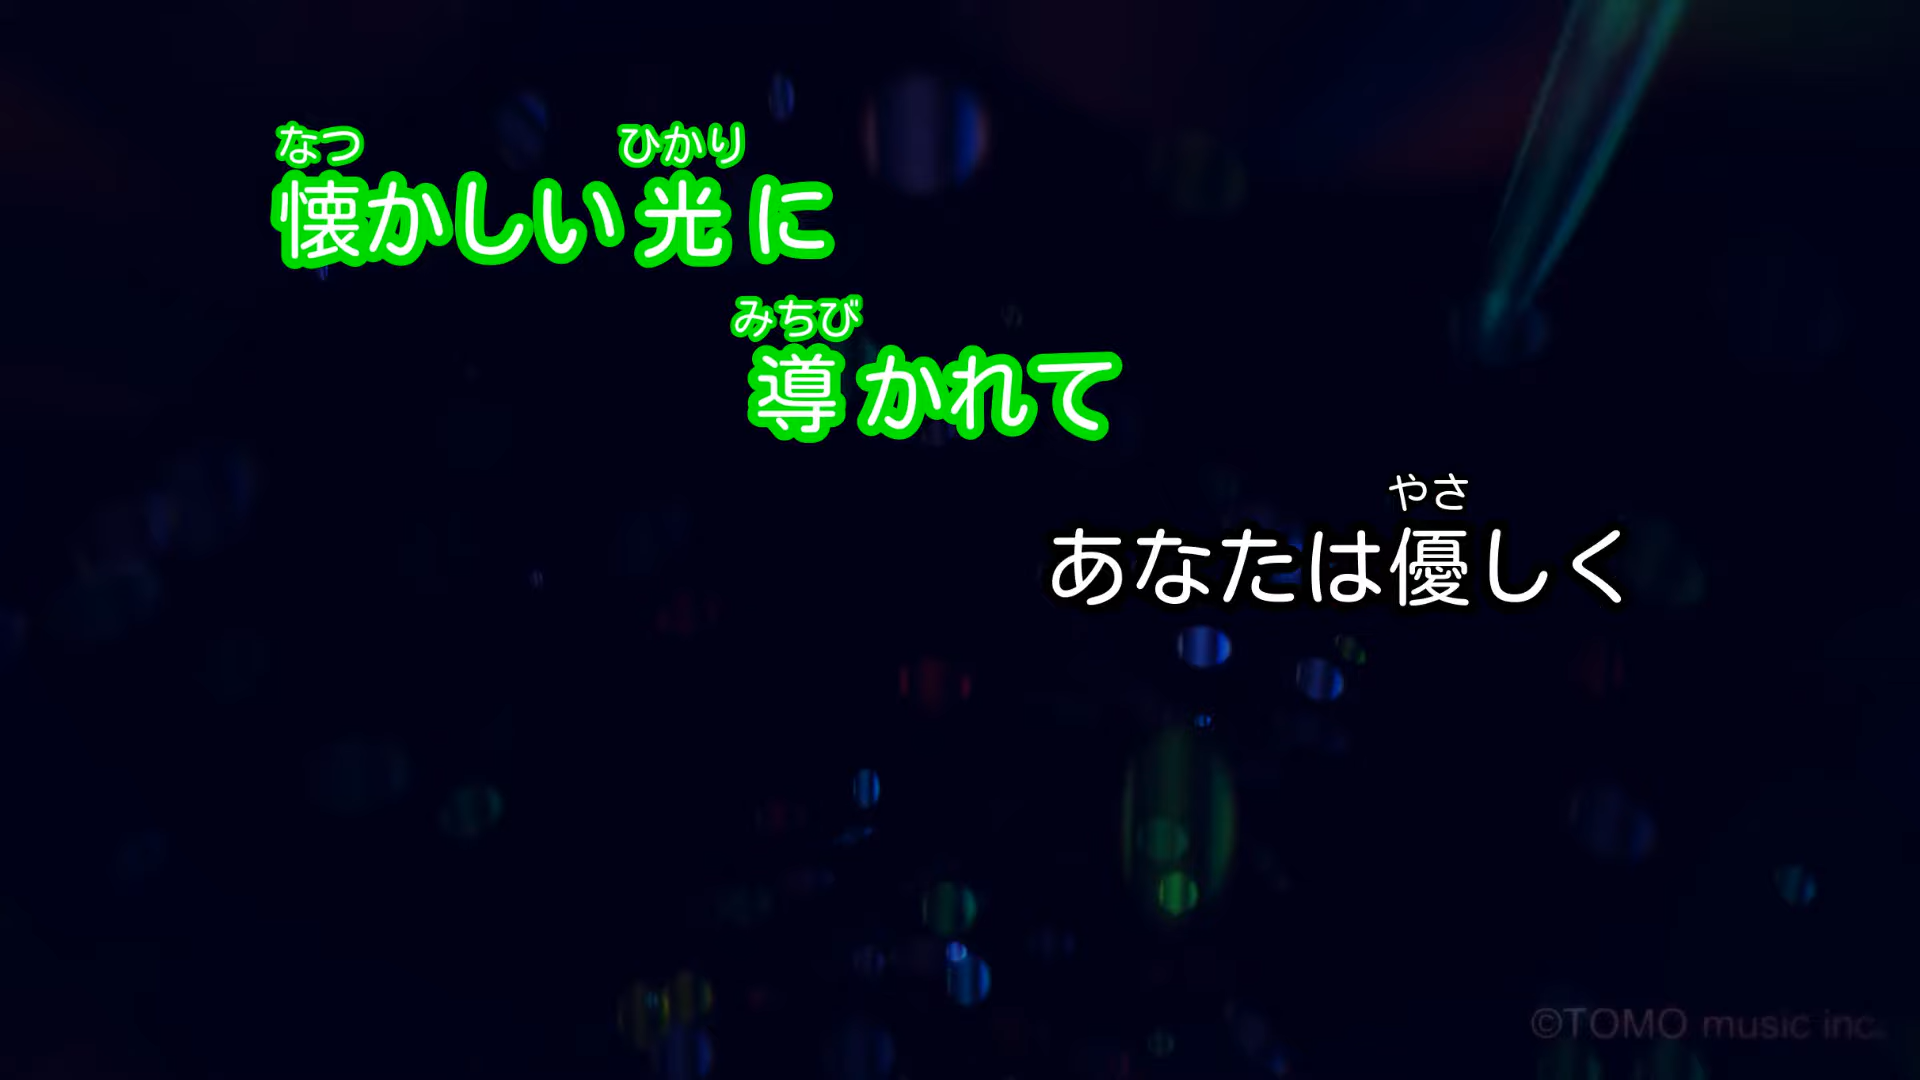 なつ ひかり
懐かしい光に
みちび
導かれて
やさ
あなたは優しく
©TOMO music inc.